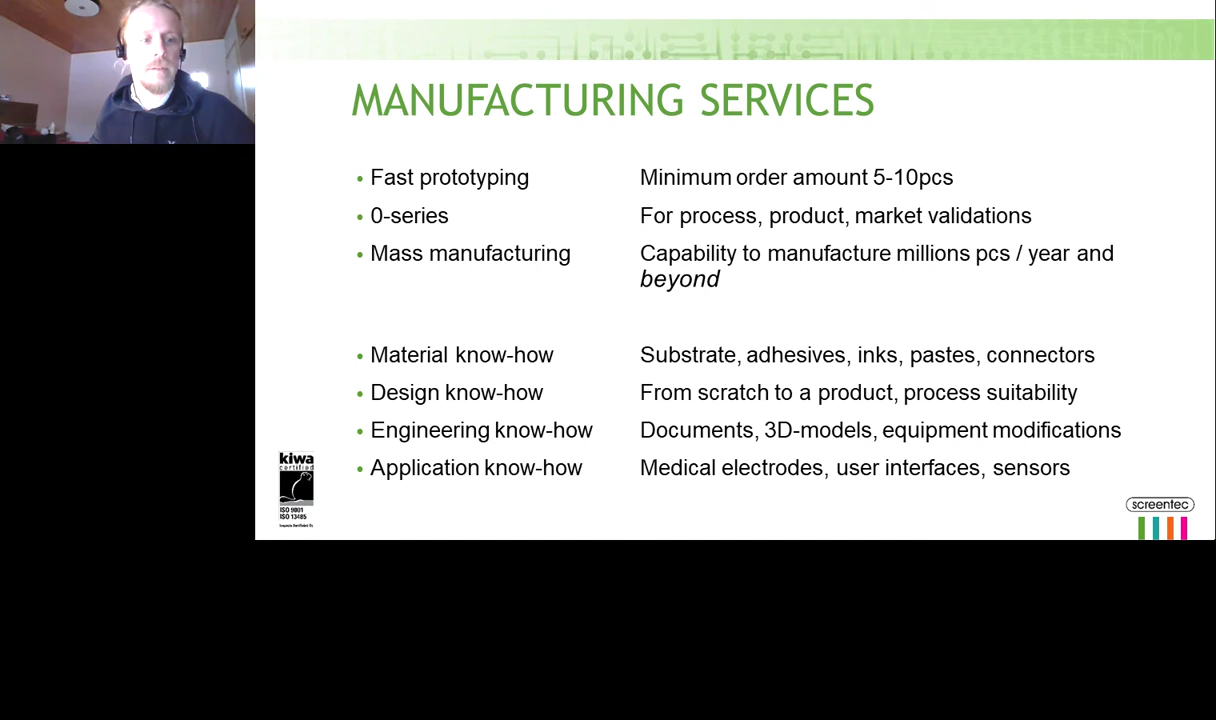 MANUFACTURING SERVICES
• Fast prototyping Minimum order amount 5-10pcs
• 0-series For process, product, market validations
• Mass manufacturing Capability to manufacture millions pcs / year and
beyond
• Material know-how Substrate, adhesives, inks, pastes, connectors
• Design know-how From scratch to a product, process suitability
• Engineering know-how Documents, 3D-models, equipment modifications
• Application know-how Medical electrodes, user interfaces, sensors
kiwa
certified
ISO 9001
ISO 13485
screentec